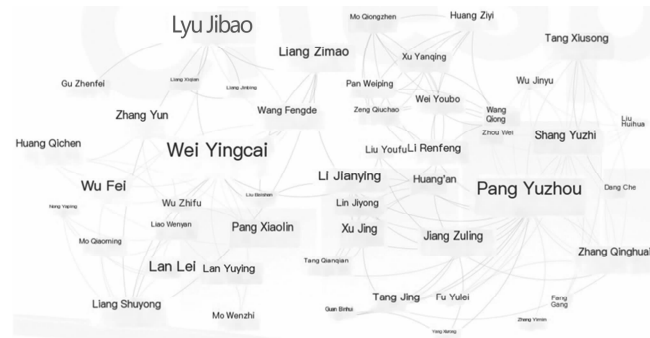 Mo Qiongzhen
Huang Ziyi
Lyu Jibao
Tang Xiusong
Liang Zimao
Xu Yanqing
Gu Zhenfei
Pan Weiping
Wu Jinyu
Wei Youbo
Zhang Yun
Wang Fengde
Zeng Qiuchao
Wang
Qiong
Liu
Huihua
Zhou Wei
Shang Yuzhi
Huang Qichen
Wei Yingcai
Liu Youfu
Li Renfeng
Li Jianying
Huang'an
Wu Fei
Pang Yuzhou
Dang Che
Wu Zhifu
Lin Jiyong
Liao Wenyan
Pang Xiaolin
Xu Jing
Jiang Zuling
Mo Qiaoming
Zhang Qinghua
Lan Lei
Lan Yuying
Tang Qianqian
Liang Shuyong
Tang Jing
Fu Yulei
Fang
Gang
Mo Wenzhi
Guan Binhui